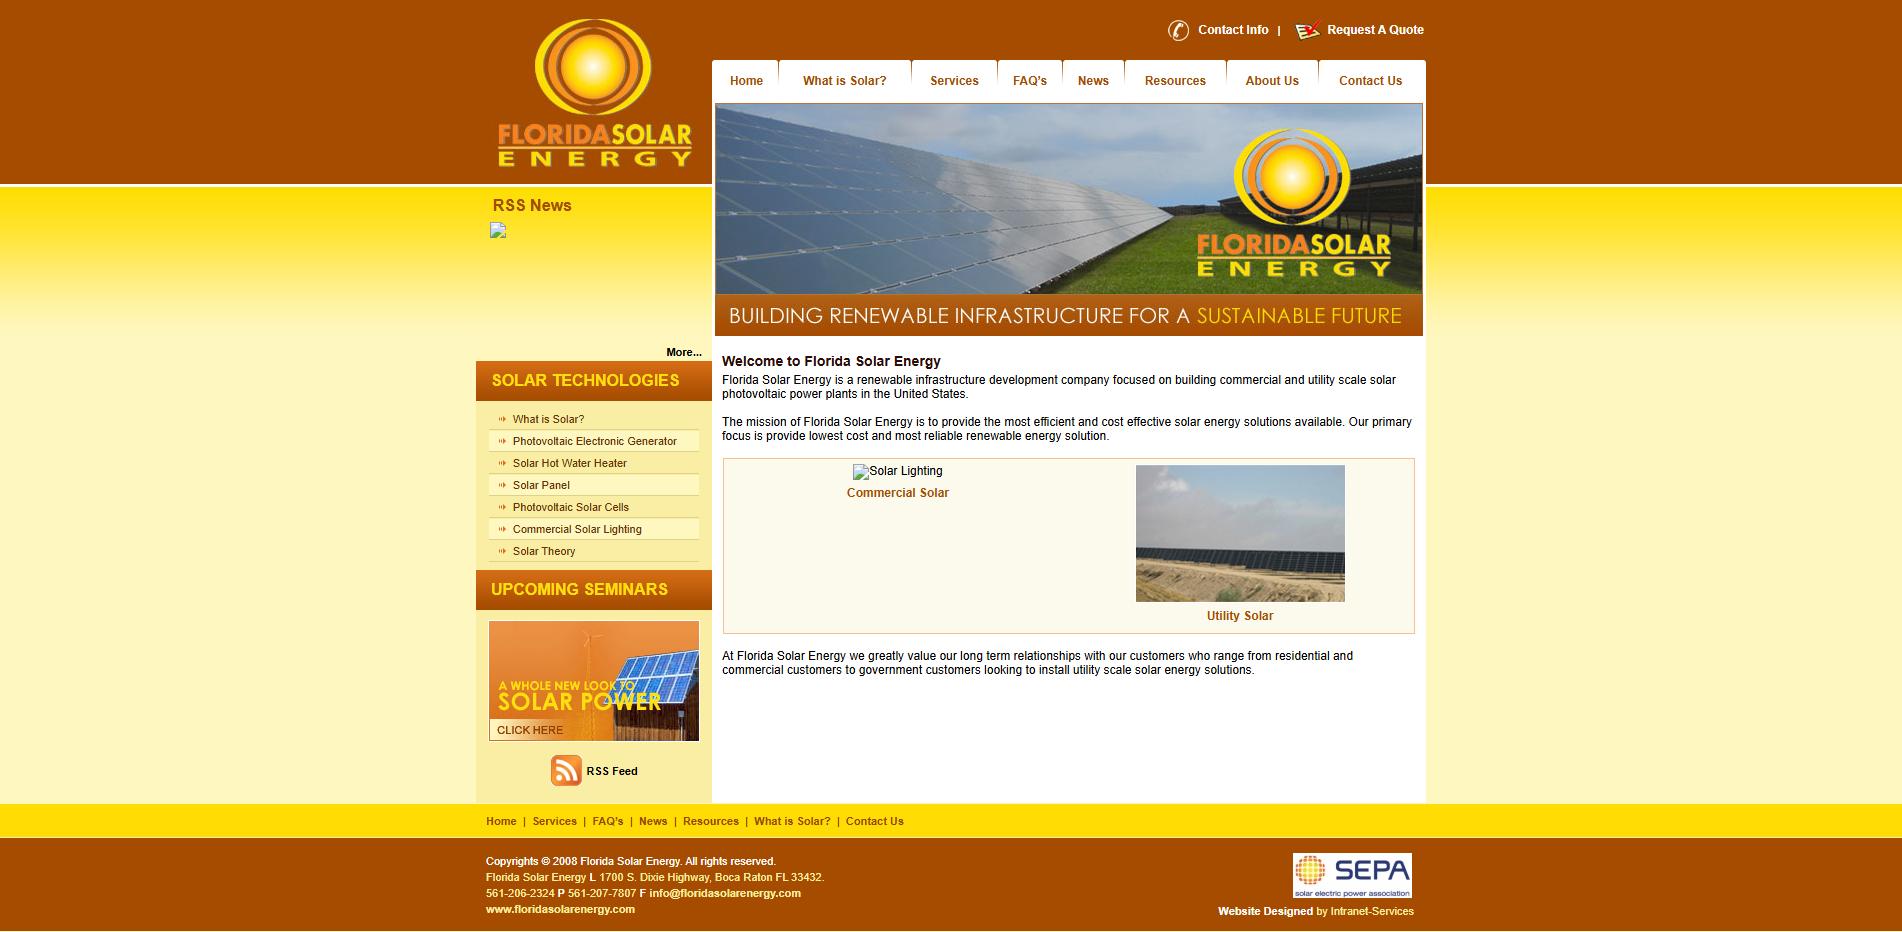 FLORIDASOLAR
ENERGY
Contact Info | Request A Quote
Home What is Solar? Services FAQ's News Resources About Us Contact Us
FLORIDASOLAR
ENERGY
BUILDING RENEWABLE INFRASTRUCTURE FOR A SUSTAINABLE FUTURE
RSS News
More...
SOLAR TECHNOLOGIES
What is Solar?
Photovoltaic Electronic Generator
Solar Hot Water Heater
Solar Panel
Photovoltaic Solar Cells
Commercial Solar Lighting
Solar Theory
UPCOMING SEMINARS
A WHOLE NEW LOOK TO
SOLAR POWER
CLICK HERE
RSS Feed
Welcome to Florida Solar Energy
Florida Solar Energy is a renewable infrastructure development company focused on building commercial and utility scale solar
photovoltaic power plants in the United States.
The mission of Florida Solar Energy is to provide the most efficient and cost effective solar energy solutions available. Our primary
focus is provide lowest cost and most reliable renewable energy solution.
Solar Lighting
Commercial Solar
Utility Solar
At Florida Solar Energy we greatly value our long term relationships with our customers who range from residential and
commercial customers to government customers looking to install utility scale solar energy solutions.
Home | Services | FAQ's | News | Resources | What is Solar? | Contact Us
Copyrights © 2008 Florida Solar Energy. All rights reserved.
Florida Solar Energy L 1700 S. Dixie Highway, Boca Raton FL 33432.
561-206-2324 P 561-207-7807 F info@floridasolarenergy.com
www.floridasolarenergy.com
SEPA
solar electric power association
Website Designed by Intranet-Services